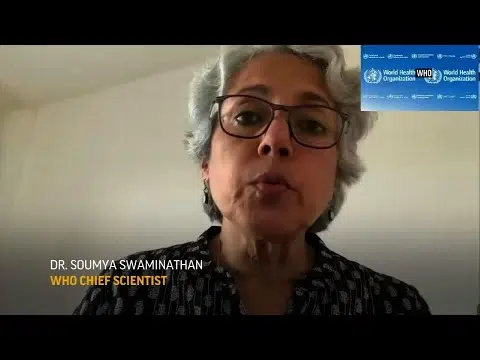 World Health
Organization
WHO
World Health
Organization
DR. SOUMYA SWAMINATHAN
WHO CHIEF SCIENTIST